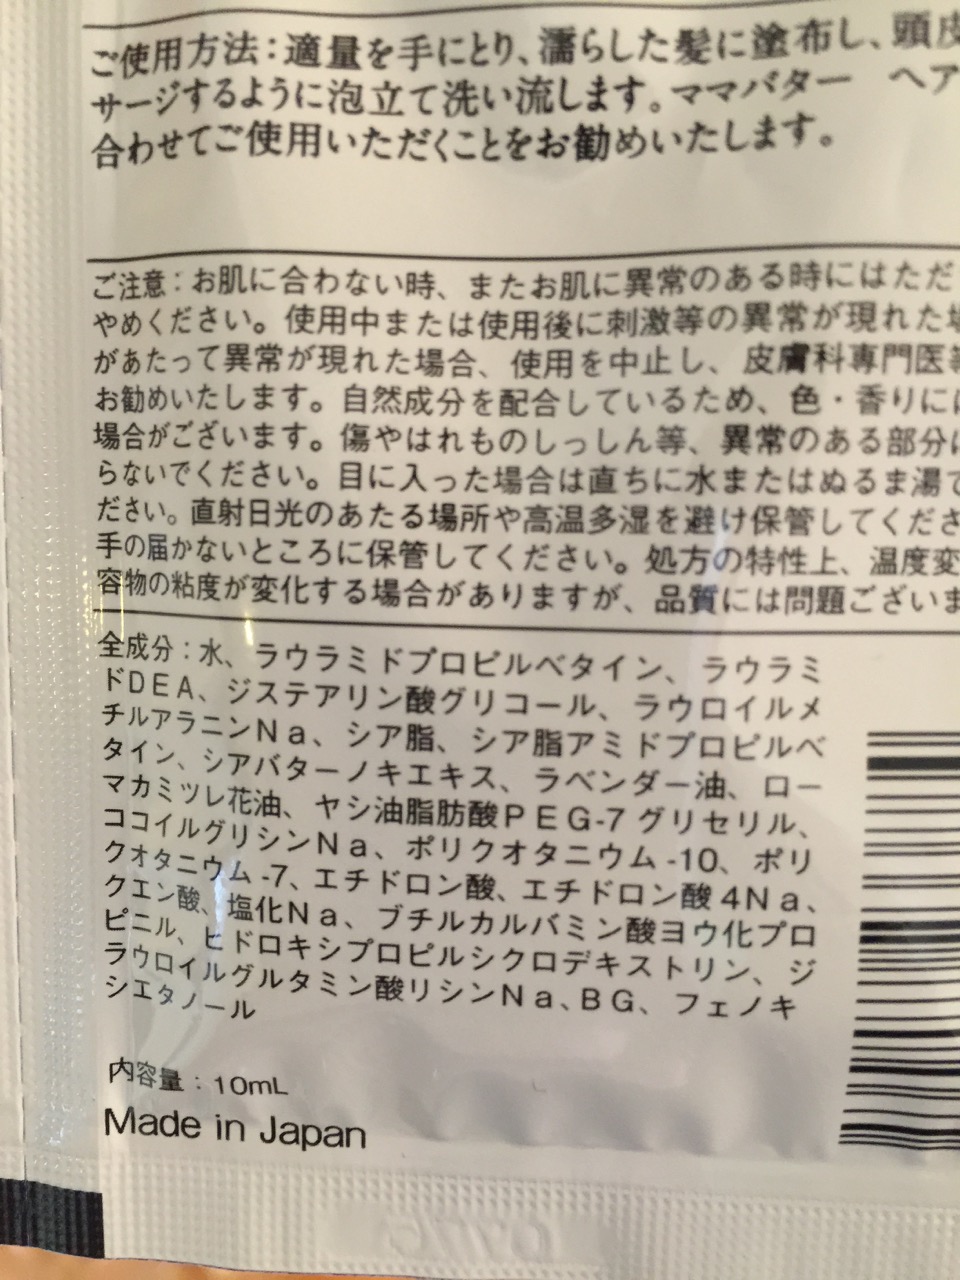 ご使用方法：適量を手にとり、濡らした髪に塗布し、頭皮
サージするように泡立て洗い流します。ママバター　ヘア
合わせてご使用いただくことをお勧めいたします。
ご注意：お肌に合わない時、またお肌に異常のある時にはただ
やめください。使用中または使用後に刺激等の異常が現れた場
があたって異常が現れた場合、使用を中止し、皮膚科専門医等
お勧めいたします。自然成分を配合しているため、色・香りには
場合がございます。傷やはれものしっしん等、異常のある部分に
らないでください。目に入った場合は直ちに水またはぬるま湯で
ださい。直射日光のあたる場所や高温多湿を避け保管してくださ
手の届かないところに保管してください。処方の特性上、温度変
容物の粘度が変化する場合がありますが、品質には問題ございま
全成分：水、ラウラミドプロピルベタイン、ラウラミ
ドDEA、ジステアリン酸グリコール、ラウロイルメ
チルアラニンＮａ、シア脂、シア脂アミドプロピルベ
タイン、シアバターノキエキス、ラベンダー油、ロー
マカミツレ花油、ヤシ油脂肪酸ＰＥＧ-7グリセリル、
ココイルグリシンＮａ、ポリクオタニウム-10、ポリ
クオタニウム-7、エチドロン酸、エチドロン酸4Ｎａ、
クエン酸、塩化Ｎａ、ブチルカルバミン酸ヨウ化プロ
ピニル、ヒドロキシプロピルシクロデキストリン、ジ
ラウロイルグルタミン酸リシンＮａ、ＢＧ、フェノキ
シエタノール
内容量：10mL
Made in Japan